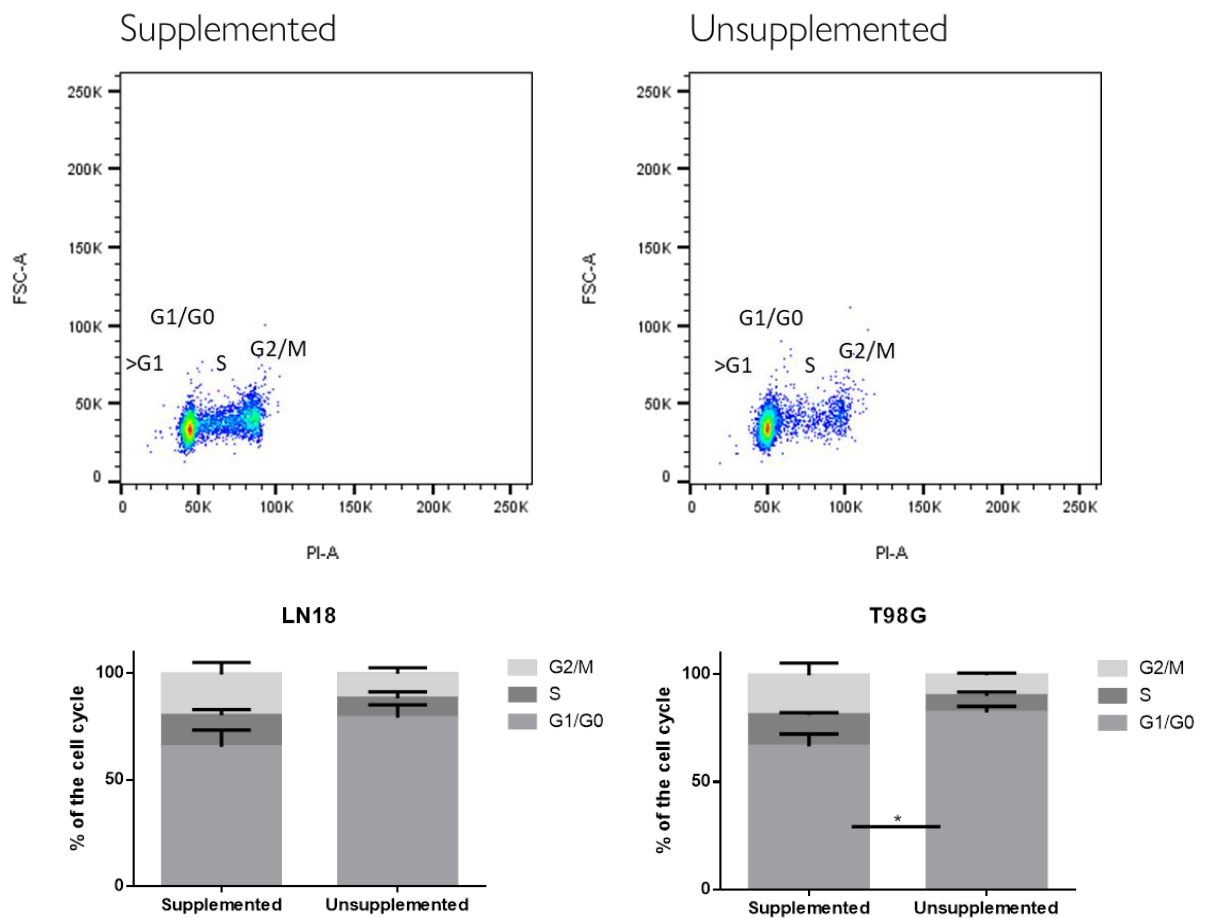 Supplemented
Unsupplemented
250K
200K
150K
100K
50K
0
FSC-A
G1/G0
>G1
S
G2/M
0
50K
100K
150K
200K
250K
PI-A
250K
200K
150K
100K
50K
0
FSC-A
G1/G0
>G1
S
G2/M
0
50K
100K
150K
200K
250K
PI-A
LN18
100
50
0
% of the cell cycle
G2/M
S
G1/G0
Supplemented
Unsupplemented
T98G
100
50
0
% of the cell cycle
*
G2/M
S
G1/G0
Supplemented
Unsupplemented